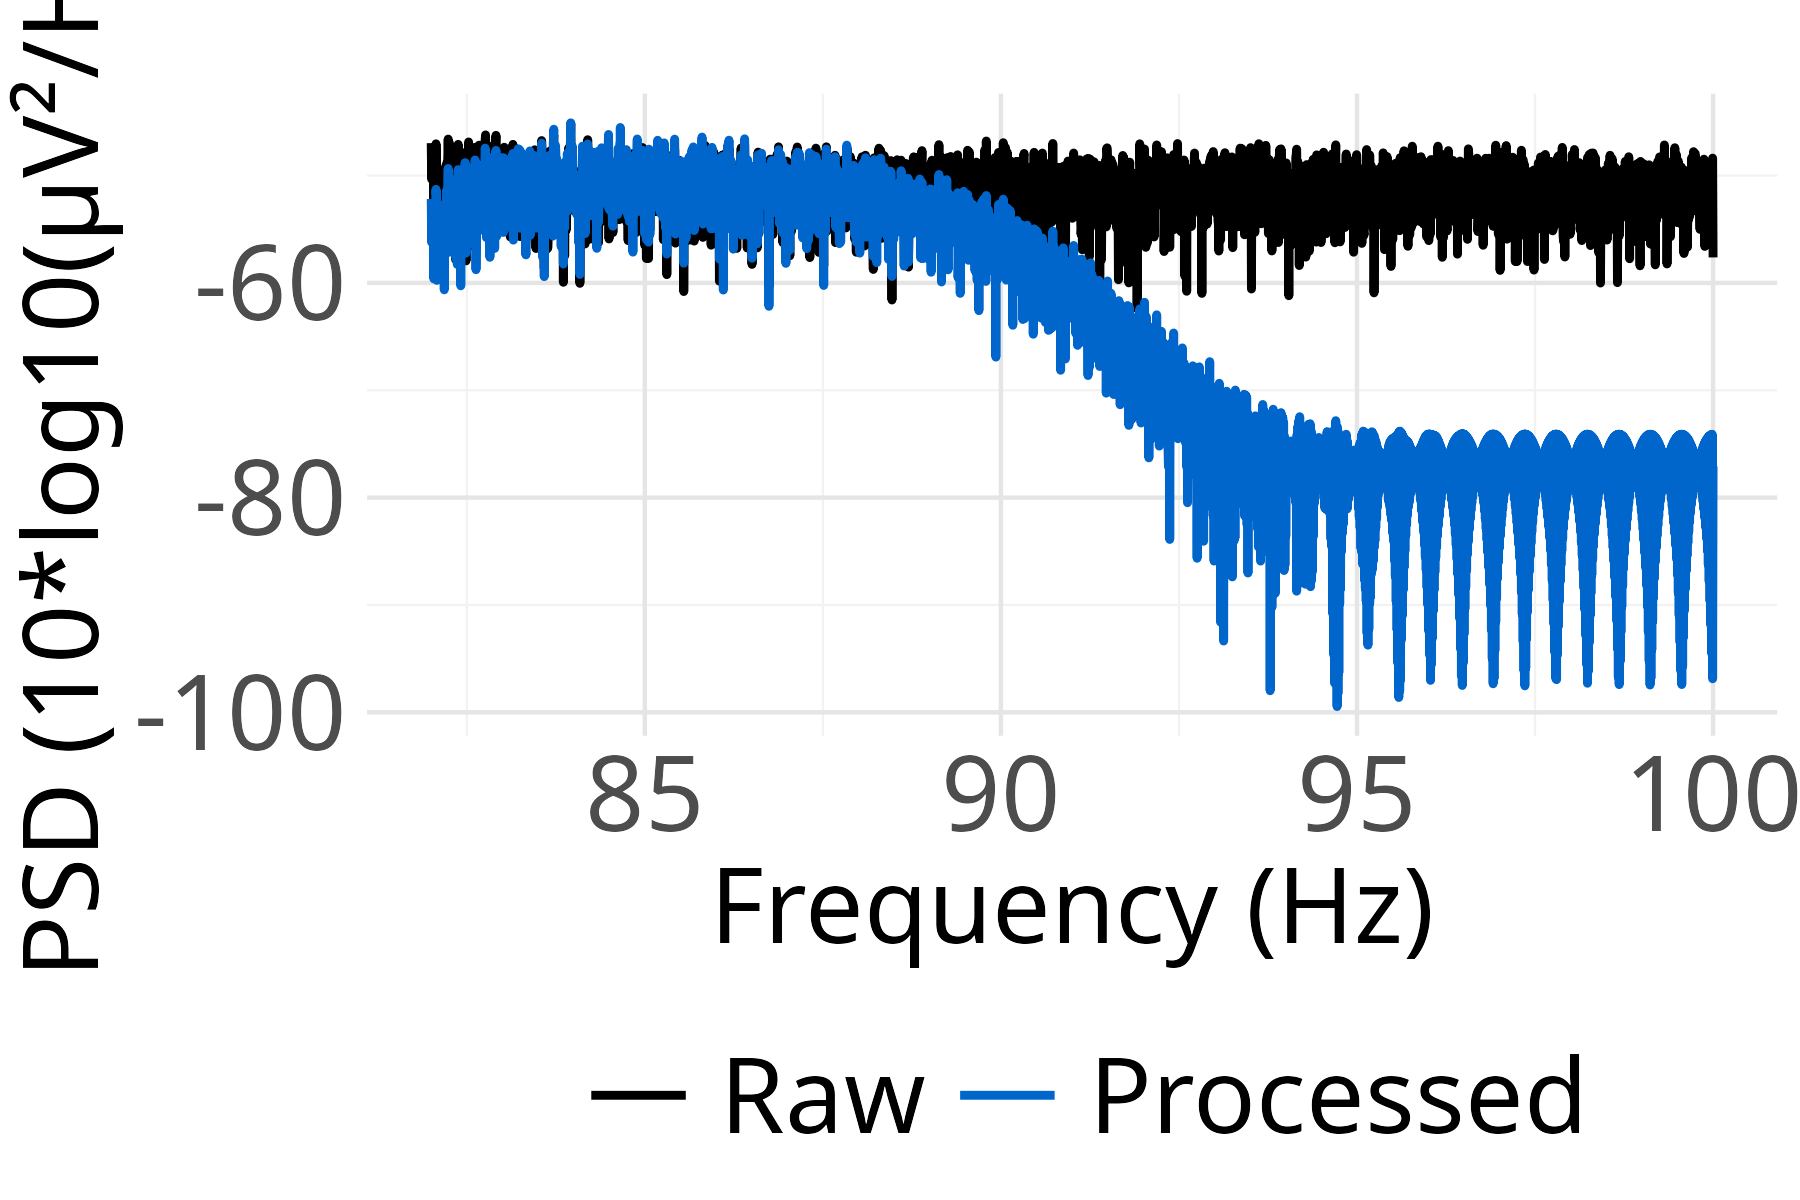 PSD (10*log10(µV²/H
-60
-80
-100
85 90 95 100
Frequency (Hz)
Raw Processed